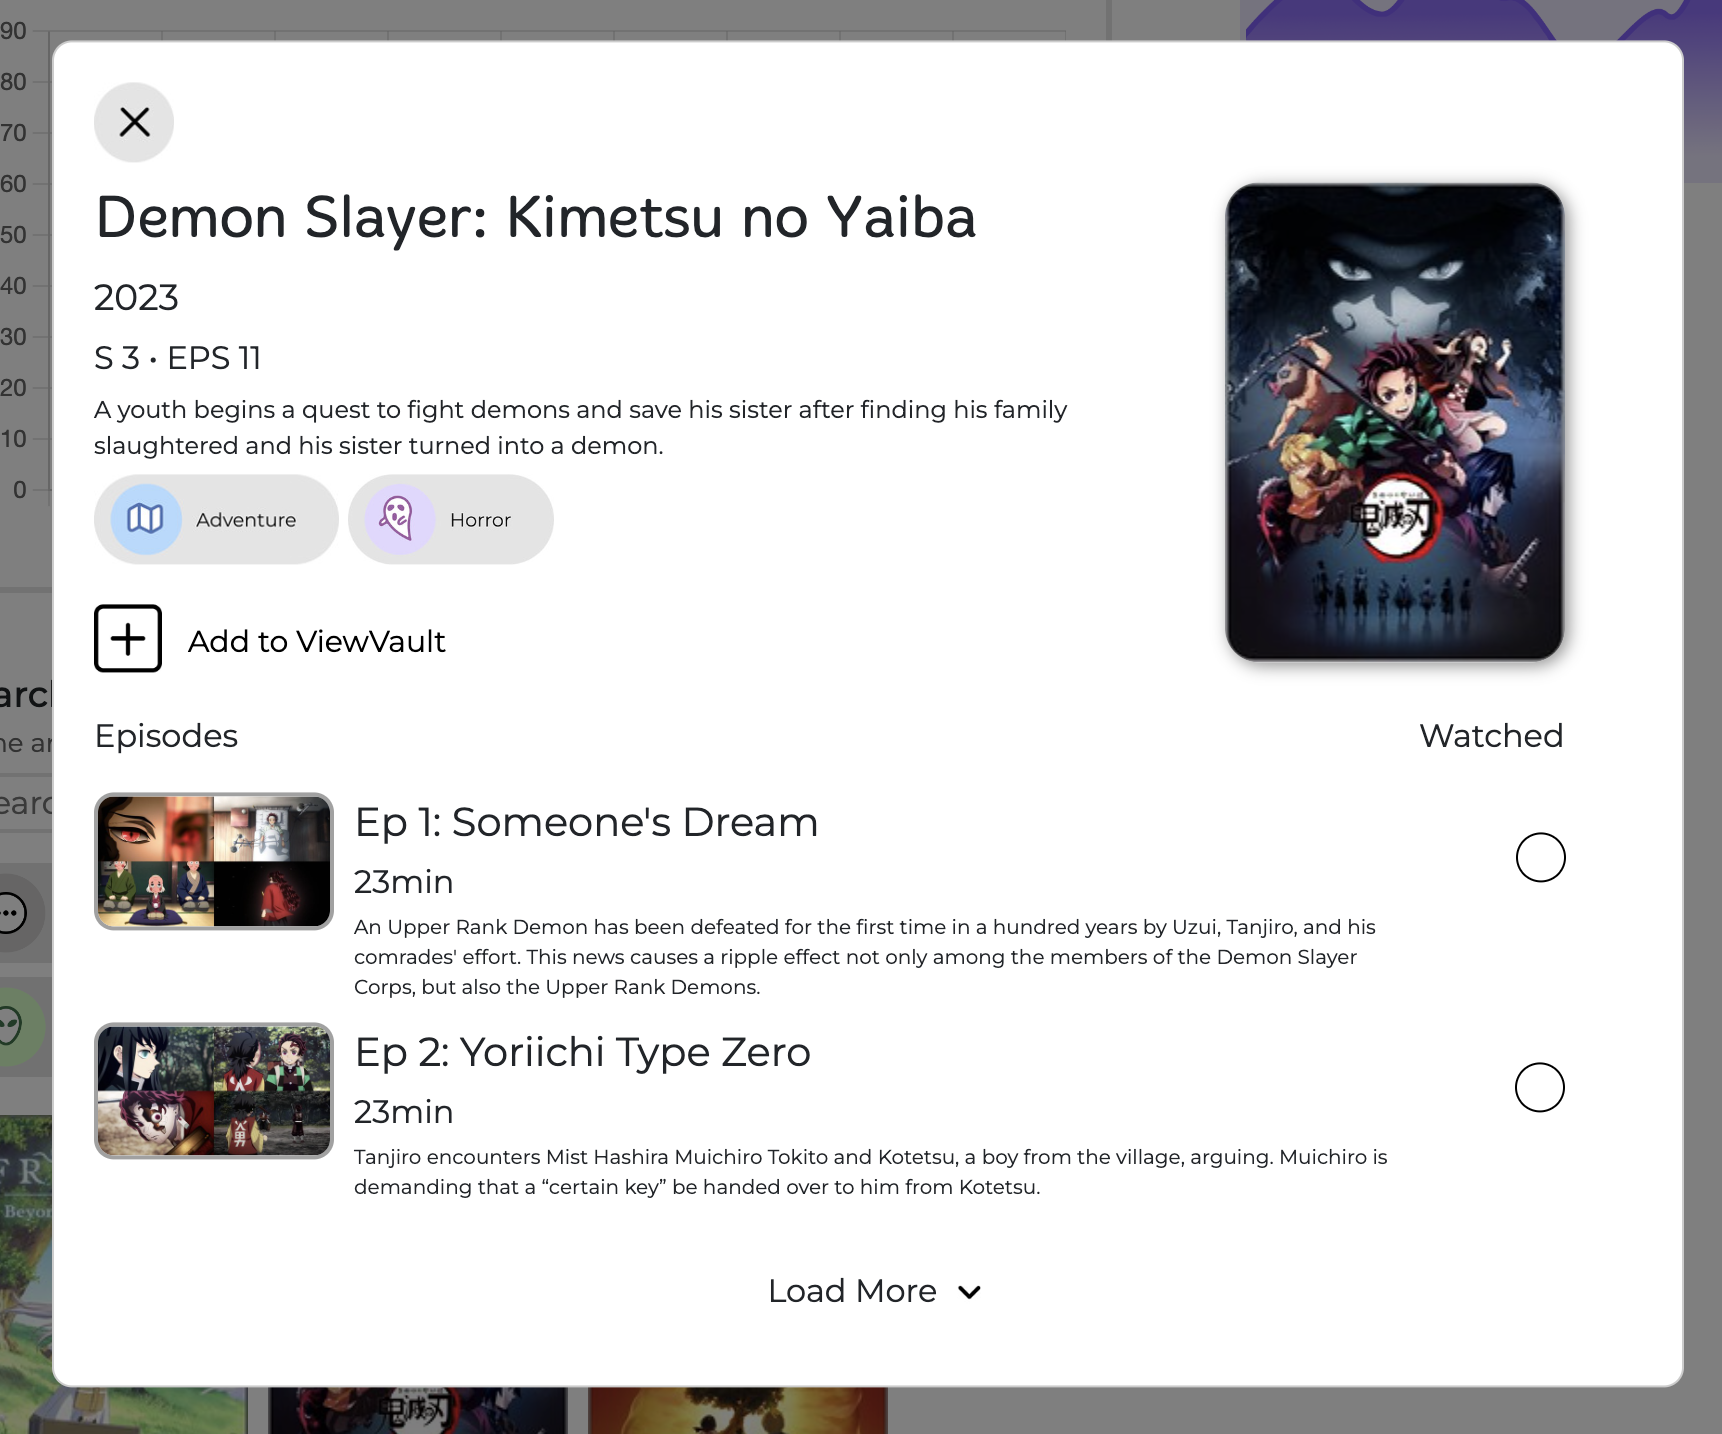 90
80
70
60
50
40
30
20
10
0
Demon Slayer: Kimetsu no Yaiba
2023
S 3 • EPS 11
A youth begins a quest to fight demons and save his sister after finding his family
slaughtered and his sister turned into a demon.
Adventure
Horror
鬼滅刃
Add to ViewVault
Episodes
Watched
Ep 1: Someone's Dream
23min
An Upper Rank Demon has been defeated for the first time in a hundred years by Uzui, Tanjiro, and his
comrades' effort. This news causes a ripple effect not only among the members of the Demon Slayer
Corps, but also the Upper Rank Demons.
Ep 2: Yoriichi Type Zero
23min
Tanjiro encounters Mist Hashira Muichiro Tokito and Kotetsu, a boy from the village, arguing. Muichiro is
demanding that a “certain key” be handed over to him from Kotetsu.
Load More